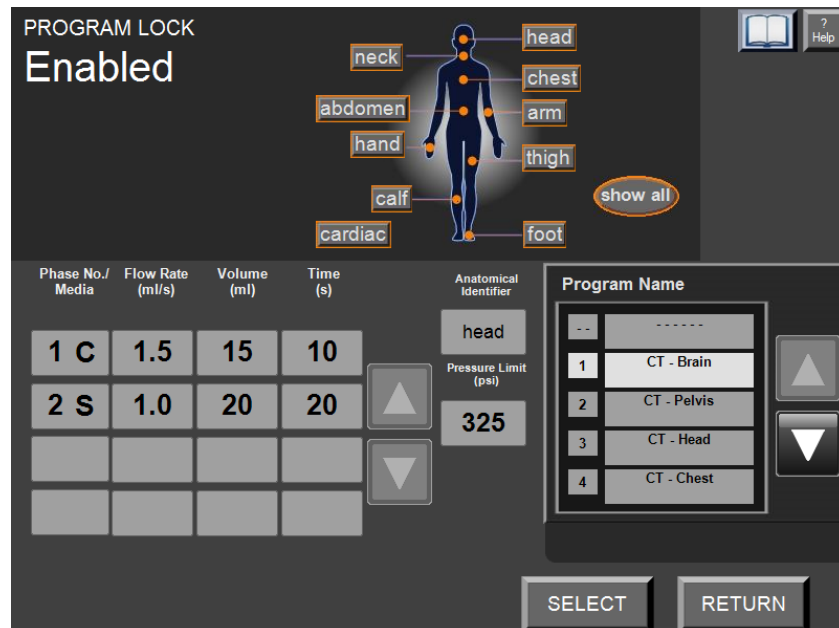 PROGRAM LOCK
Enabled
?
Help
head
neck
chest
abdomen
arm
hand
thigh
calf
show all
cardiac
foot
Phase No./
Media
Flow Rate
(ml/s)
Volume
(ml)
Time
(s)
1 C 1.5 15 10
2 S 1.0 20 20
Anatomical
Identifier
head
Pressure Limit
(psi)
325
Program Name
-- ------
1 CT - Brain
2 CT - Pelvis
3 CT - Head
4 CT - Chest
SELECT
RETURN